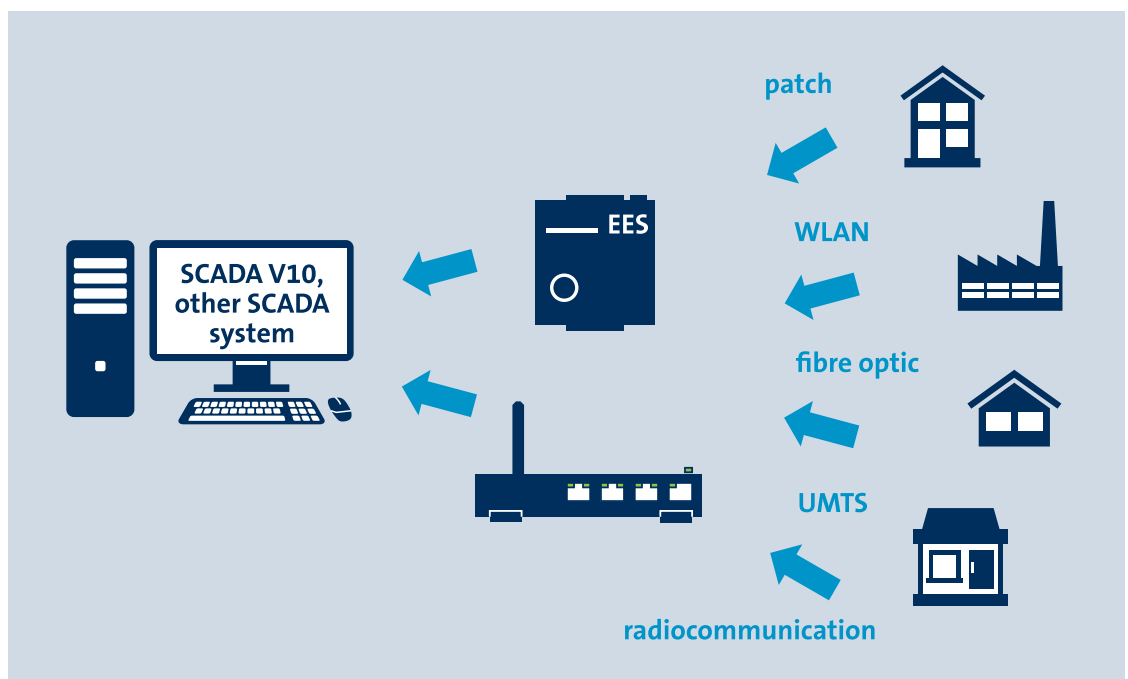 patch
EES
WLAN
SCADA V10,
other SCADA
system
fibre optic
UMTS
radiocommunication